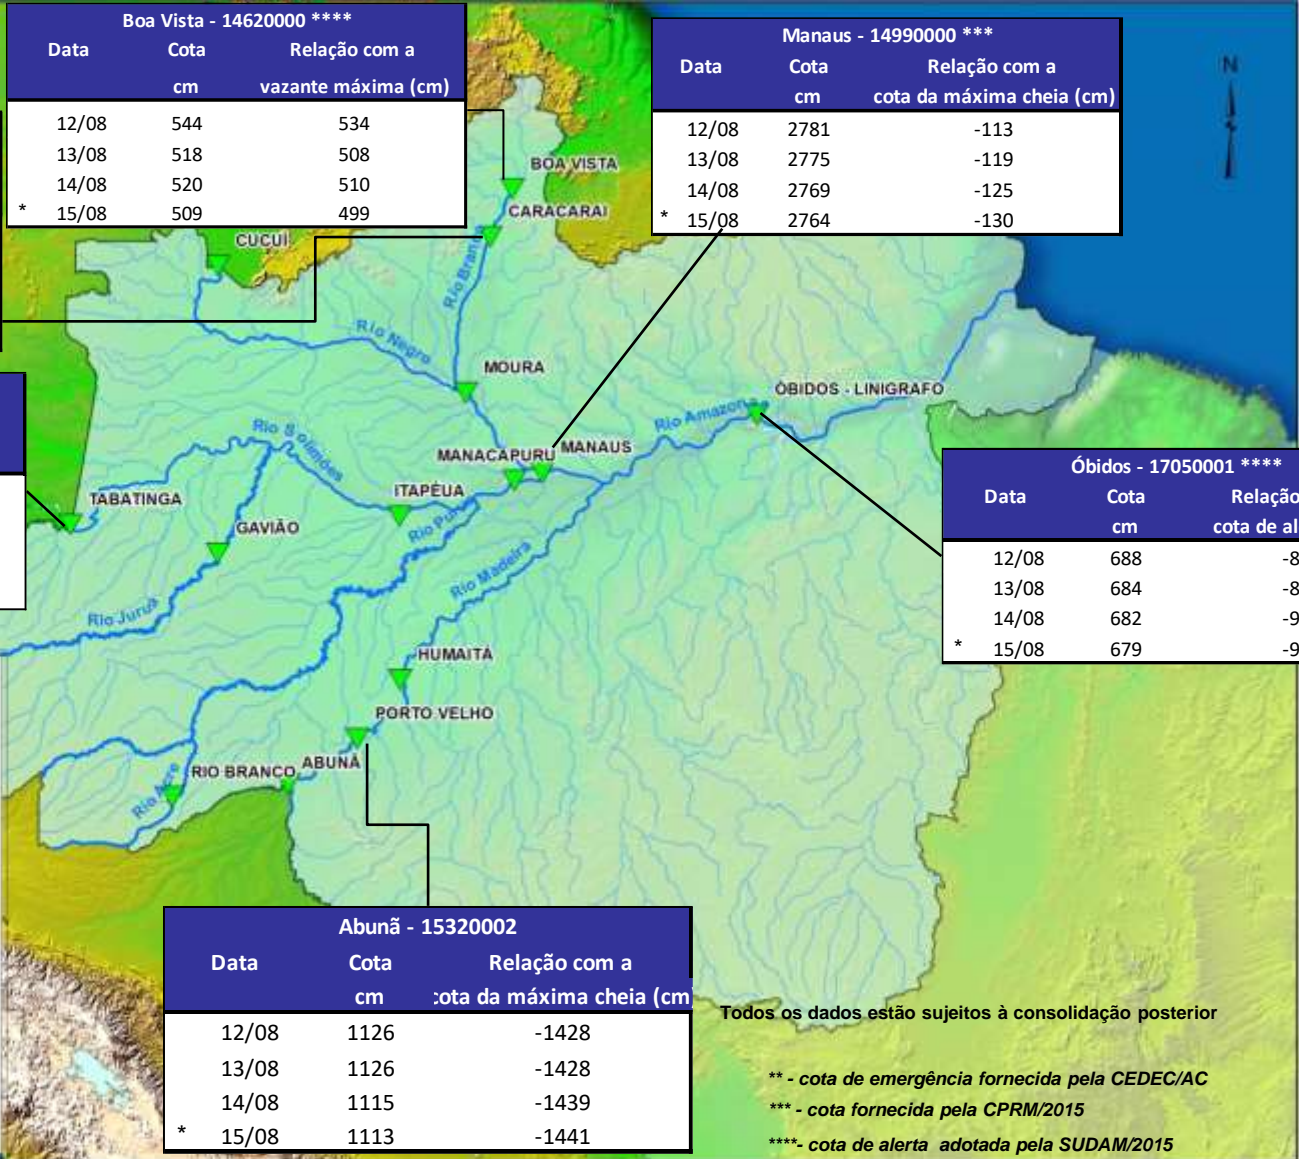 Boa Vista - 14620000 ****
Data Cota Relação com a
cm vazante máxima (cm)
12/08 544 534
13/08 518 508
14/08 520 510
* 15/08 509 499
Manaus - 14990000 ***
Data Cota Relação com a
cm cota da máxima cheia (cm)
12/08 2781 -113
13/08 2775 -119
14/08 2769 -125
* 15/08 2764 -130
N
BOA VISTA
CARACARAI
CUCUÍ
Rio Branco
Rio Negro
MOURA
ÓBIDOS - LINIGRAFO
Rio Amazonas
Rio Solimões
MANACAPURU
MANAUS
TABATINGA
ITAPÉUA
GAVIÃO
Rio Purus
Rio Madeira
Rio Juruá
Óbidos - 17050001 ****
Data Cota Relação
cm cota de al
12/08 688 -8
13/08 684 -8
14/08 682 -9
* 15/08 679 -9
HUMAITÁ
PORTO VELHO
ABUNÃ
RIO BRANCO
Rio Acre
Abunã - 15320002
Data Cota Relação com a
cm cota da máxima cheia (cm)
12/08 1126 -1428
13/08 1126 -1428
14/08 1115 -1439
* 15/08 1113 -1441
Todos os dados estão sujeitos à consolidação posterior
** - cota de emergência fornecida pela CEDEC/AC
*** - cota fornecida pela CPRM/2015
****- cota de alerta adotada pela SUDAM/2015